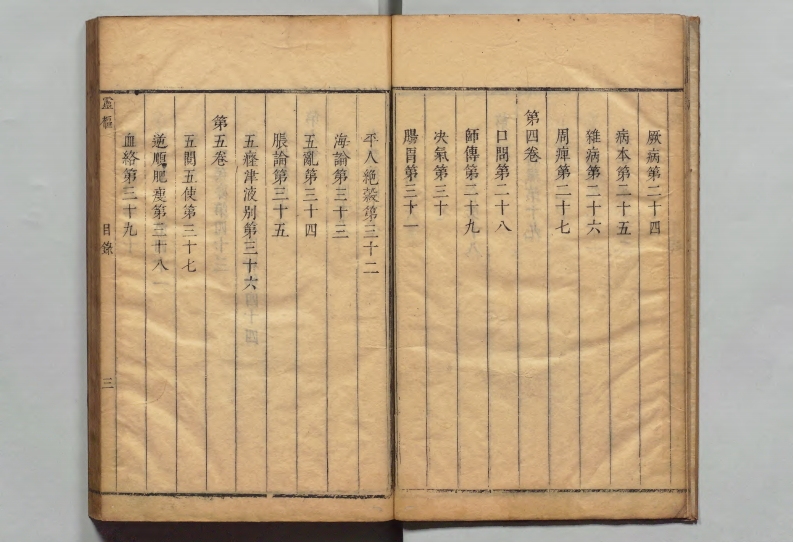 厥病第二十四
病本第二十五
雜病第二十六
周痺第二十七
第四卷
口問第二十八
師傳第二十九
决氣第三十
腸胃第三十一
平人絶穀第三十二
海論第三十三
五亂第三十四
脹論第三十五
五癃津液别第三十六
第五卷
五閱五使第三十七
逆順肥瘦第三十八
血絡第三十九
靈樞
目錄
三